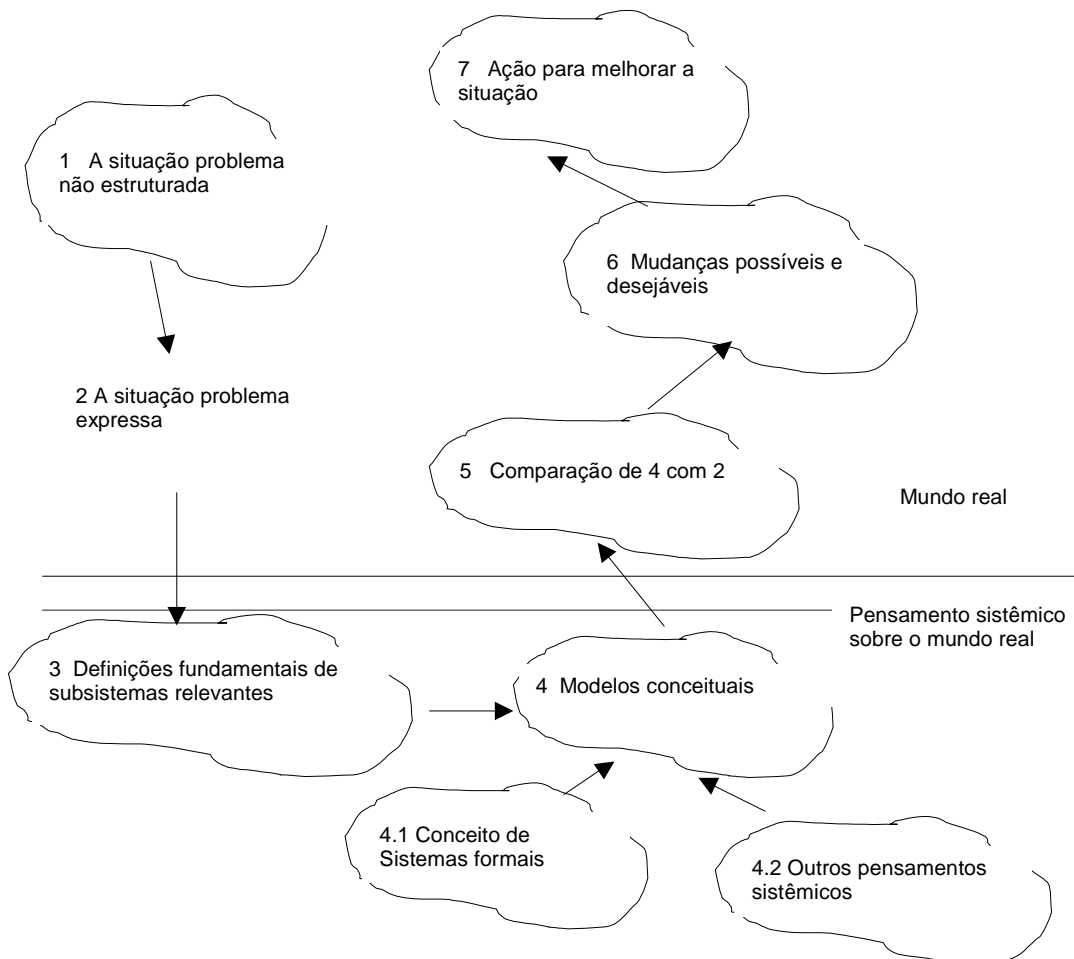 7 Ação para melhorar a
situação
1 A situação problema
não estruturada
6 Mudanças possíveis e
desejáveis
2 A situação problema
expressa
5 Comparação de 4 com 2
Mundo real
Pensamento sistêmico
sobre o mundo real
3 Definições fundamentais de
subsistemas relevantes
4 Modelos conceituais
4.1 Conceito de
Sistemas formais
4.2 Outros pensamentos
sistêmicos